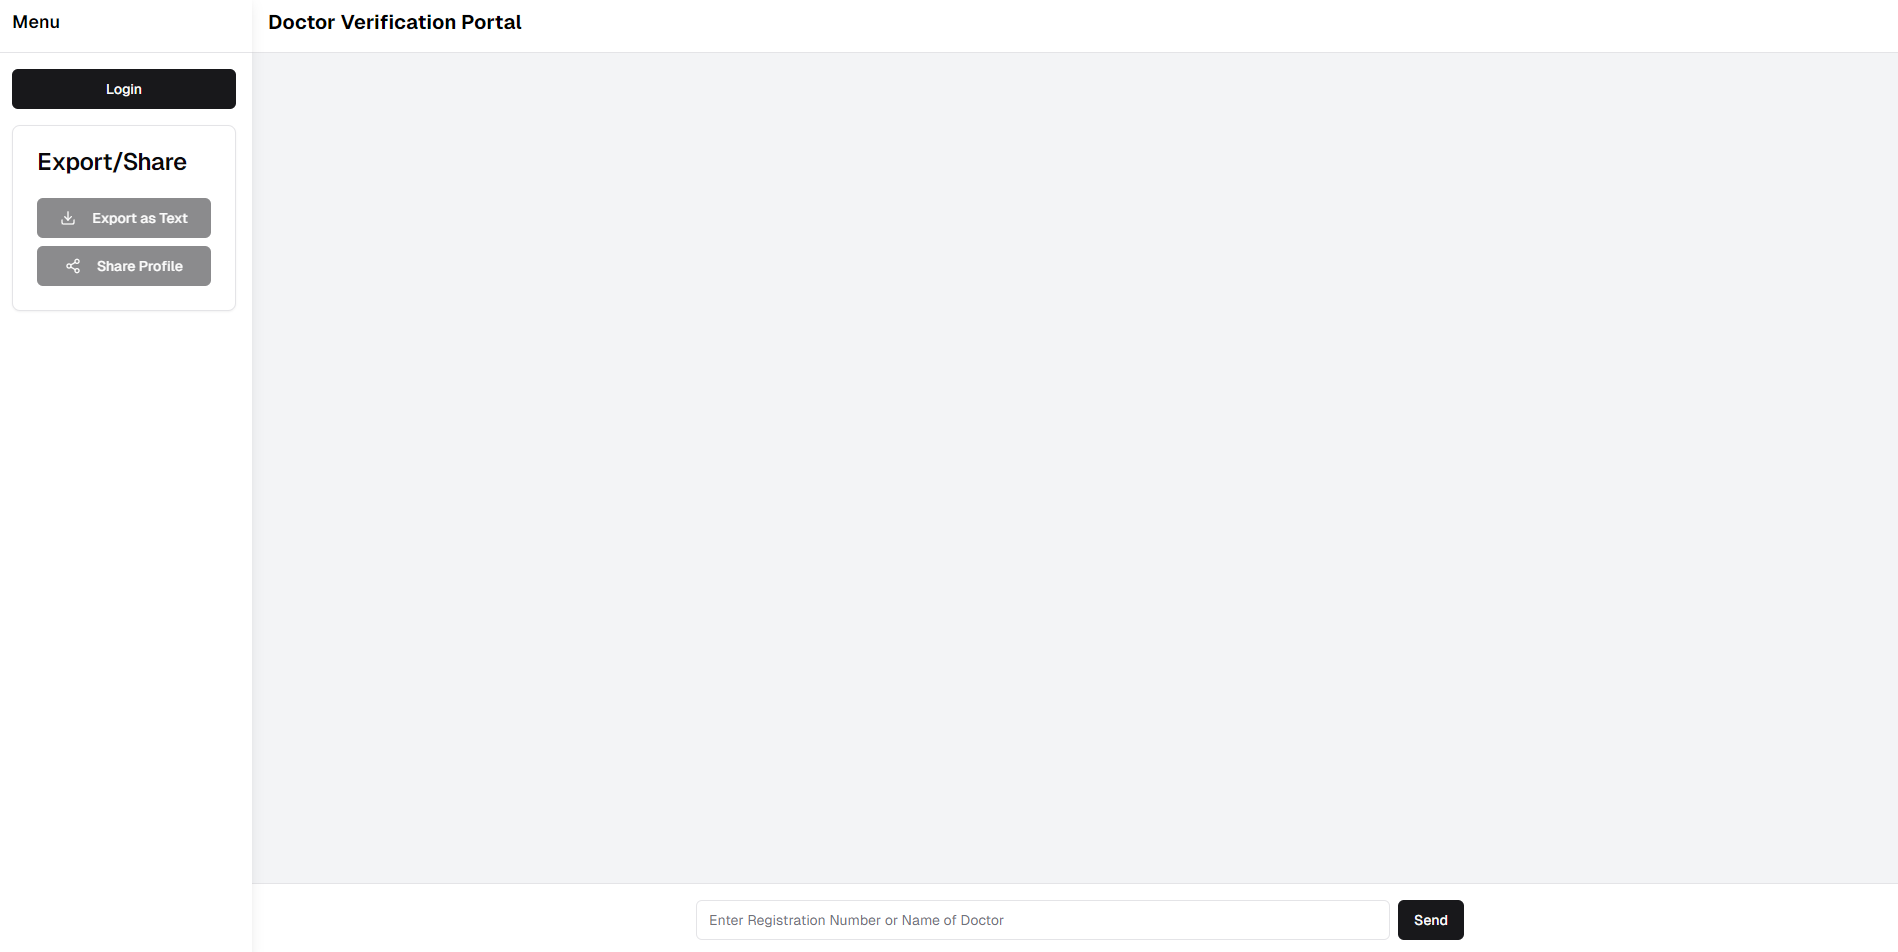 Menu
Doctor Verification Portal
Login
Export/Share
Export as Text
Share Profile
Enter Registration Number or Name of Doctor
Send